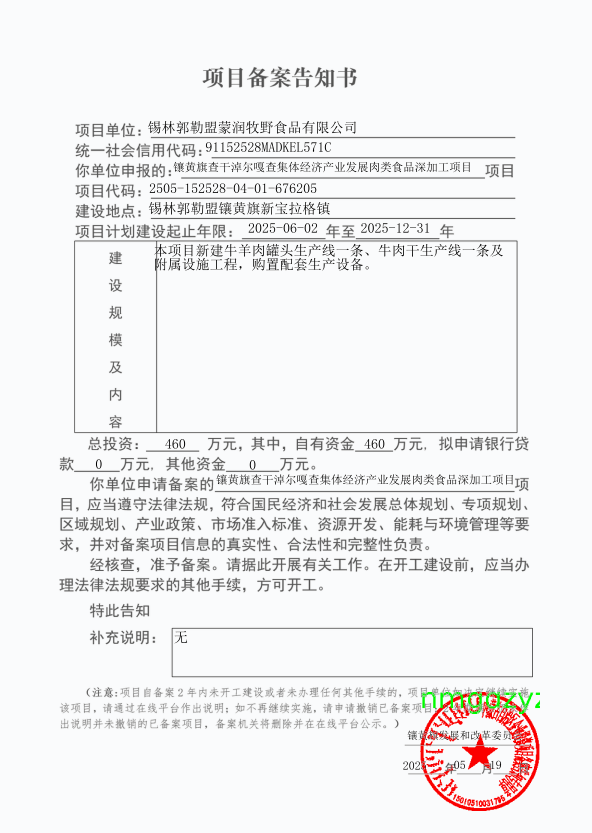 项目备案告知书
项目单位：锡林郭勒盟蒙润牧野食品有限公司
统一社会信用代码：91152528MADKEL571C
你单位申报的：镶黄旗查干淖尔嘎查集体经济产业发展肉类食品深加工项目 项目
项目代码：2505-152528-04-01-676205
建设地点：锡林郭勒盟镶黄旗新宝拉格镇
项目计划建设起止年限：2025-06-02 年至 2025-12-31 年
建设规模及内容
本项目新建牛羊肉罐头生产线一条、牛肉干生产线一条及
附属设施工程，购置配套生产设备。
总投资： 460 万元，其中，自有资金 460 万元，拟申请银行贷
款 0 万元，其他资金 0 万元。
你单位申请备案的镶黄旗查干淖尔嘎查集体经济产业发展肉类食品深加工项目项
目，应当遵守法律法规，符合国民经济和社会发展总体规划、专项规划、
区域规划、产业政策、市场准入标准、资源开发、能耗与环境管理等要
求，并对备案项目信息的真实性、合法性和完整性负责。
经核查，准予备案。请据此开展有关工作。在开工建设前，应当办
理法律法规要求的其他手续，方可开工。
特此告知
补充说明： 无
（注意：项目自备案2年内未开工建设或者未办理任何其他手续的，项目单位如决定继续实施
该项目，请通过在线平台作出说明；如不再继续实施，请申请撤销已备案项目
出说明并未撤销的已备案项目，备案机关将删除并在在线平台公示。）
镶黄旗发展和改革委员
年05月19
15010510031795